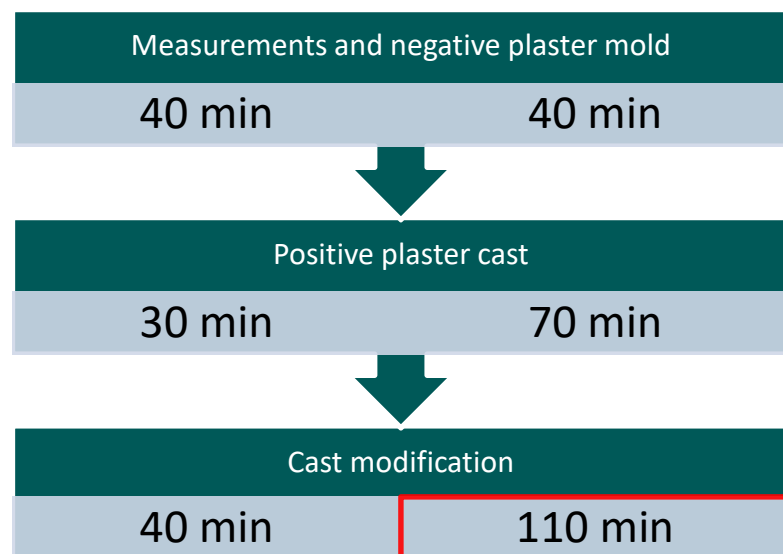 Measurements and negative plaster mold
40 min 40 min
Positive plaster cast
30 min 70 min
Cast modification
40 min 110 min